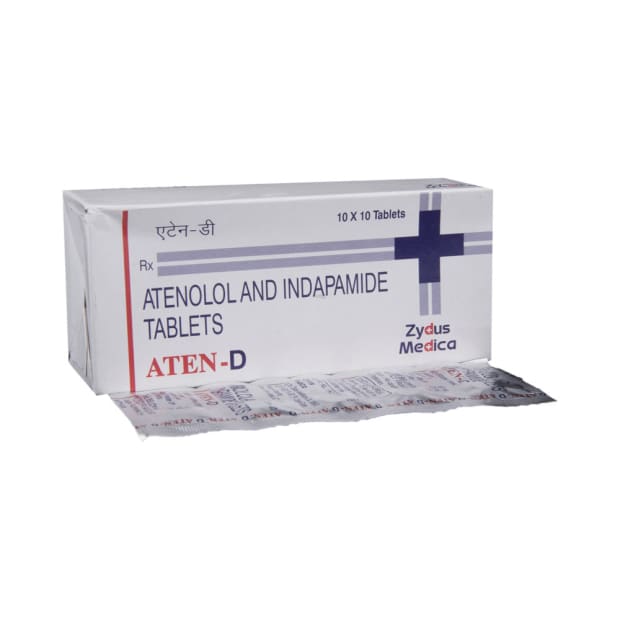 एटेन-डी
10 X 10 Tablets
Rx
ATENOLOL AND INDAPAMIDE
TABLETS
ATEN-D
Zydus
Medica